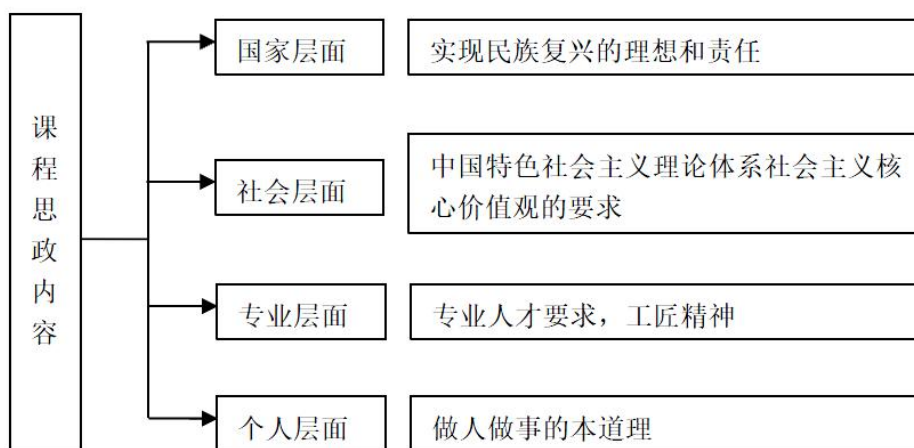 课程思政内容
国家层面
实现民族复兴的理想和责任
社会层面
中国特色社会主义理论体系社会主义核
心价值观的要求
专业层面
专业人才要求，工匠精神
个人层面
做人做事的本道理